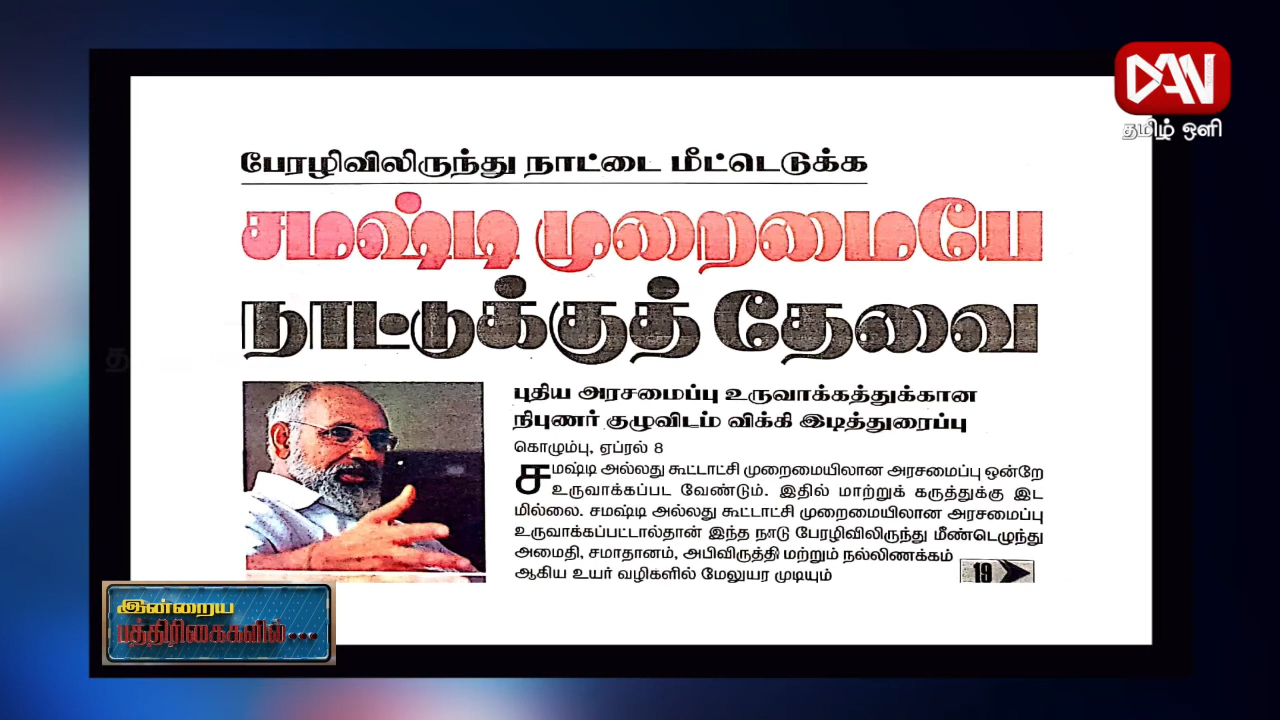 DAN
தமிழ் ஒளி
பேரழிவிலிருந்து நாட்டை மீட்டெடுக்க
சமஷ்டி முறைமையே
நாட்டுக்குத் தேவை
புதிய அரசமைப்பு உருவாக்கத்துக்கான
நிபுணர் குழுவிடம் விக்கி இடித்துரைப்பு
கொழும்பு, ஏப்ரல் 8
சமஷ்டி அல்லது கூட்டாட்சி முறைமையிலான அரசமைப்பு ஒன்றே
உருவாக்கப்பட வேண்டும். இதில் மாற்றுக் கருத்துக்கு இட
மில்லை. சமஷ்டி அல்லது கூட்டாட்சி முறைமையிலான அரசமைப்பு
உருவாக்கப்பட்டால்தான் இந்த நாடு பேரழிவிலிருந்து மீண்டெழுந்து
அமைதி, சமாதானம், அபிவிருத்தி மற்றும் நல்லிணக்கம்
ஆகிய உயர் வழிகளில் மேலுயர முடியும்
19
இன்றைய
பத்திரிகைகளில்...